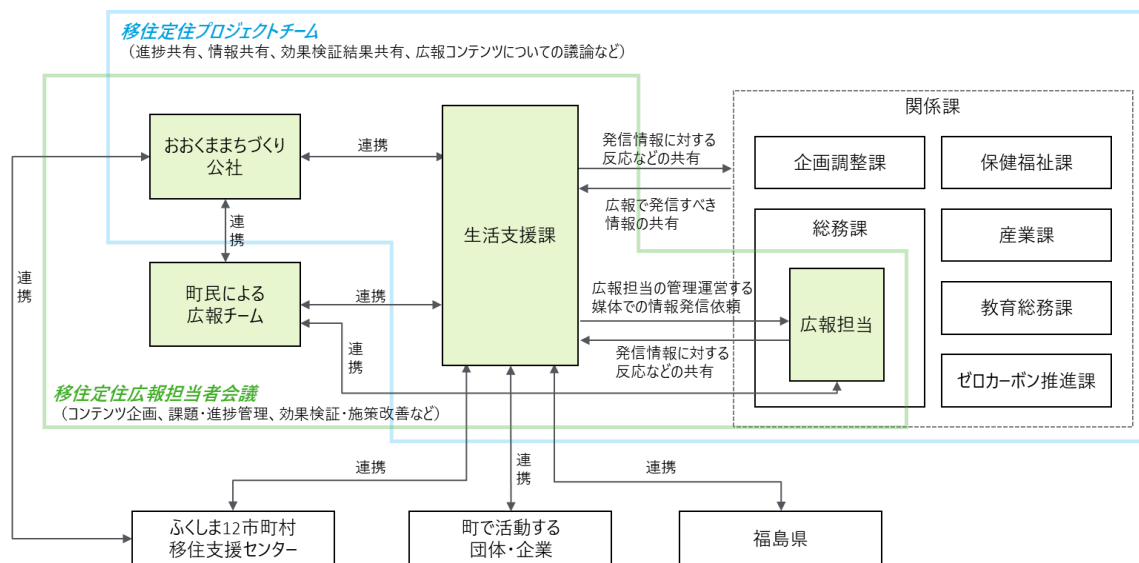 移住定住プロジェクトチーム
（進捗共有、情報共有、効果検証結果共有、広報コンテンツについての議論など）
関係課
おおくままちづくり
公社
連携
発信情報に対する
反応などの共有
企画調整課
保健福祉課
広報で発信すべき
情報の共有
連
携
生活支援課
総務課
産業課
町民による
広報チーム
連携
広報担当の管理運営する
媒体での情報発信依頼
広報担当
教育総務課
連
携
連
携
発信情報に対する
反応などの共有
ゼロカーボン推進課
移住定住広報担当者会議
（コンテンツ企画、課題・進捗管理、効果検証・施策改善など）
連携
連
携
連携
ふくしま12市町村
移住支援センター
町で活動する
団体・企業
福島県